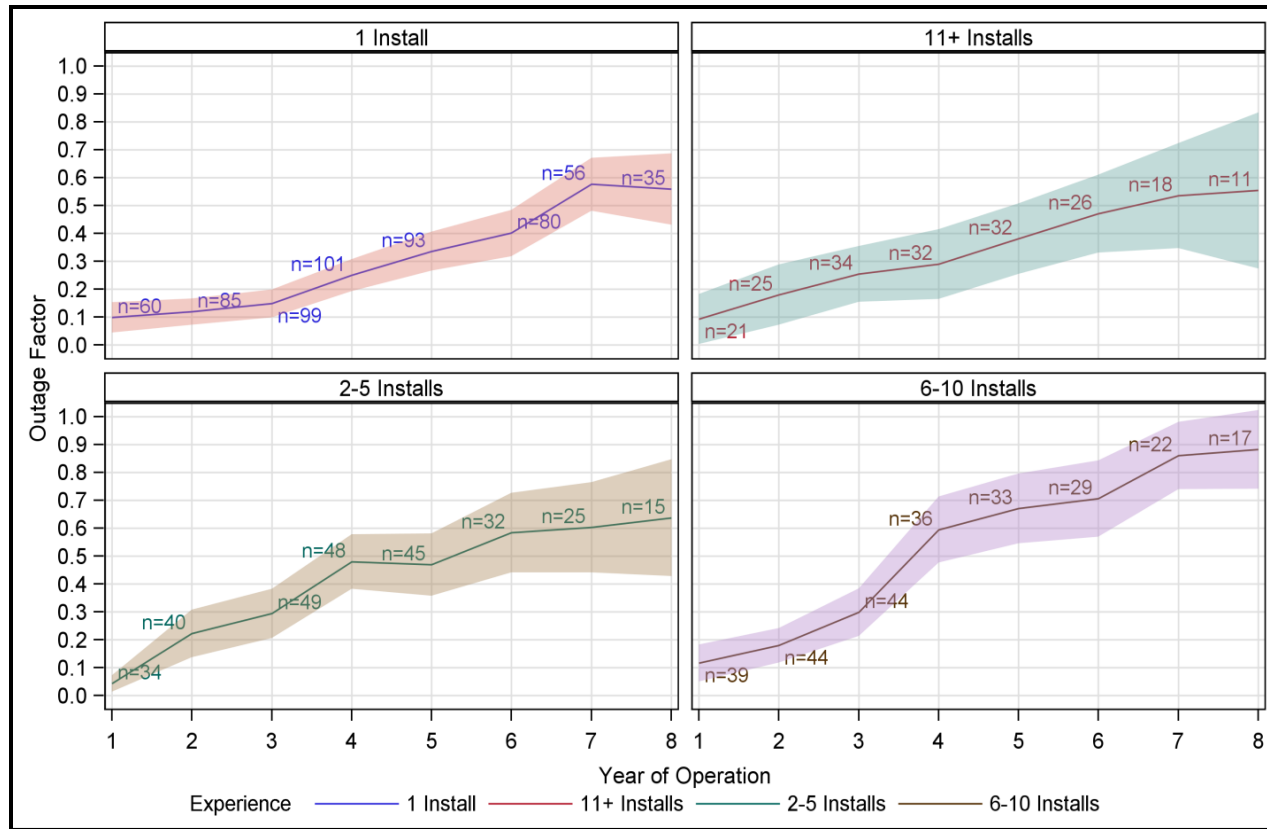 1 Install
11+ Installs
1.0
0.9
0.8
0.7
0.6
0.5
0.4
0.3
0.2
0.1
0.0
n=60
n=85
n=99
n=101
n=93
n=80
n=56
n=35
n=21
n=25
n=34
n=32
n=32
n=26
n=18
n=11
Outage Factor
2-5 Installs
6-10 Installs
1.0
0.9
0.8
0.7
0.6
0.5
0.4
0.3
0.2
0.1
0.0
n=34
n=40
n=49
n=48
n=45
n=32
n=25
n=15
n=39
n=44
n=44
n=36
n=33
n=29
n=22
n=17
1 2 3 4 5 6 7 8
1 2 3 4 5 6 7 8
Year of Operation
Experience 1 Install 11+ Installs 2-5 Installs 6-10 Installs